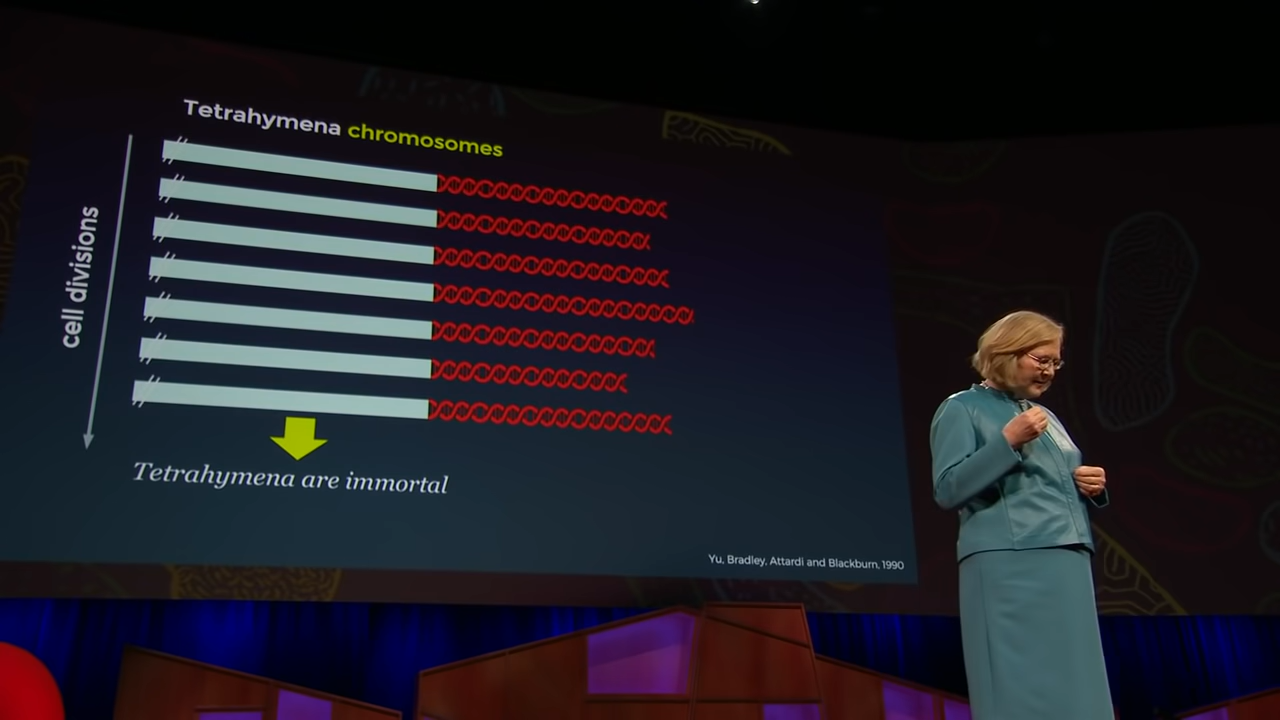 Tetrahymena chromosomes
cell divisions
Tetrahymena are immortal
Yu, Bradley, Attardi and Blackburn, 1990